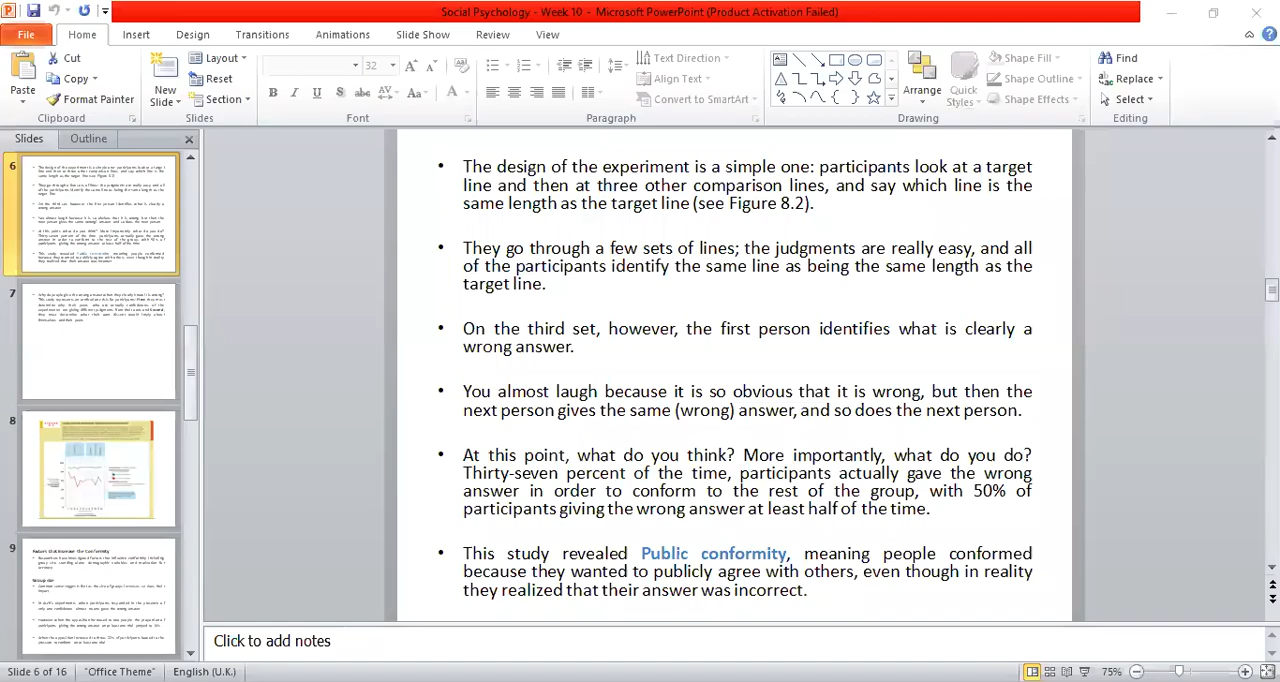 Social Psychology - Week 10 - Microsoft PowerPoint (Product Activation Failed)
File Home Insert Design Transitions Animations Slide Show Review View
Cut
Copy
Format Painter
Paste
Clipboard
New
Slide
Layout
Reset
Section
Slides
32
B I U S abc AV Aa A
Font
Text Direction
Align Text
Convert to SmartArt
Paragraph
Arrange
Quick
Styles
Shape Fill
Shape Outline
Shape Effects
Drawing
Find
Replace
Select
Editing
Slides Outline
6
7
8
9
Factors that Increase the Conformity
• The design of the experiment is a simple one: participants look at a target
line and then at three other comparison lines, and say which line is the
same length as the target line (see Figure 8.2).
• They go through a few sets of lines; the judgments are really easy, and all
of the participants identify the same line as being the same length as the
target line.
• On the third set, however, the first person identifies what is clearly a
wrong answer.
• You almost laugh because it is so obvious that it is wrong, but then the
next person gives the same (wrong) answer, and so does the next person.
• At this point, what do you think? More importantly, what do you do?
Thirty-seven percent of the time, participants actually gave the wrong
answer in order to conform to the rest of the group, with 50% of
participants giving the wrong answer at least half of the time.
• This study revealed Public conformity, meaning people conformed
because they wanted to publicly agree with others, even though in reality
they realized that their answer was incorrect.
Click to add notes
Slide 6 of 16 "Office Theme" English (U.K.) 75%